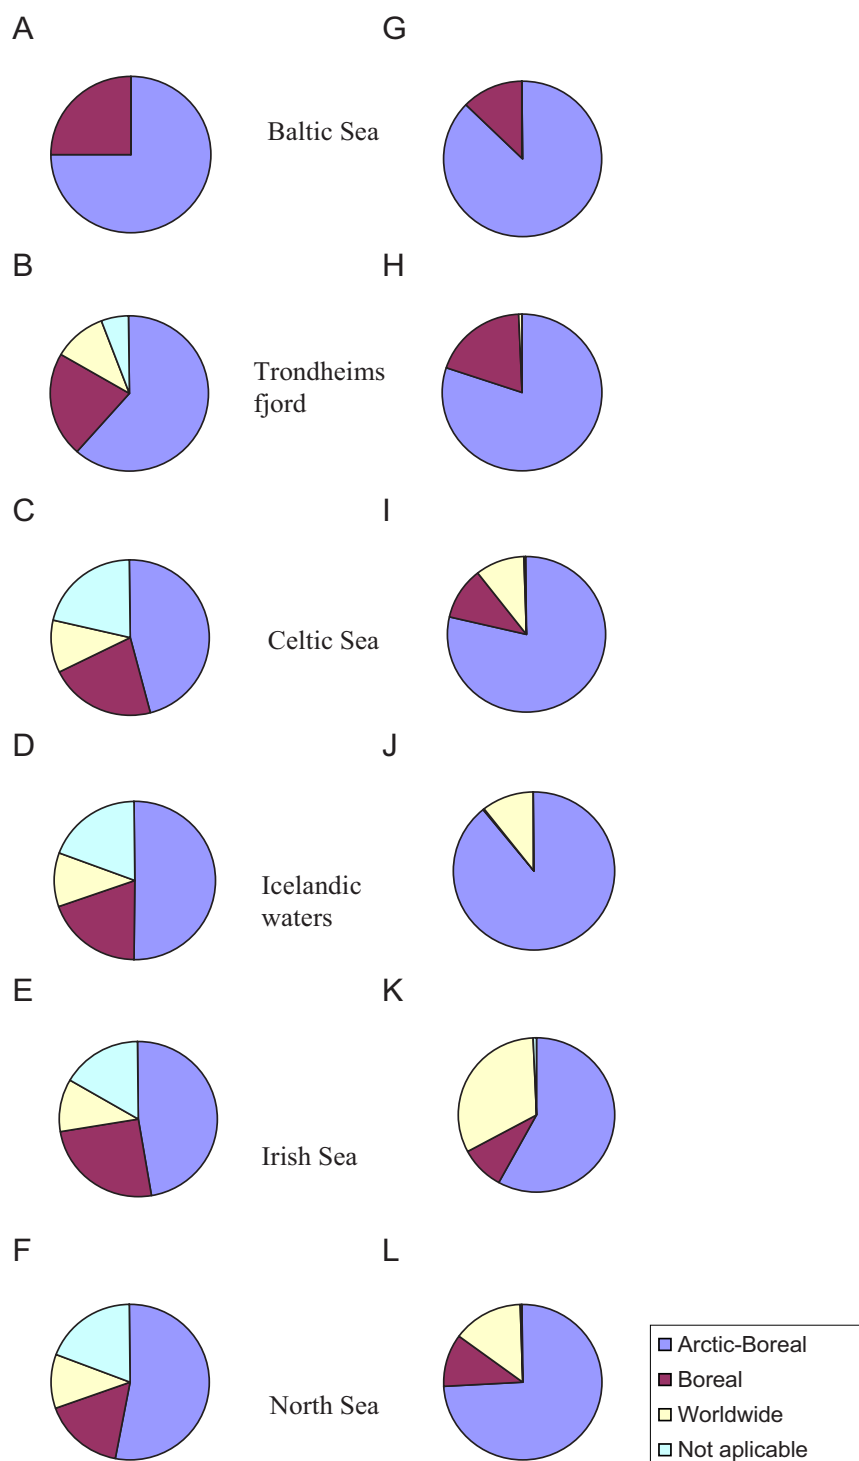 A
G
Baltic Sea
B
H
Trondheims
fjord
C
I
Celtic Sea
D
J
Icelandic
waters
E
K
Irish Sea
F
L
North Sea
Arctic-Boreal
Boreal
Worldwide
Not aplicable